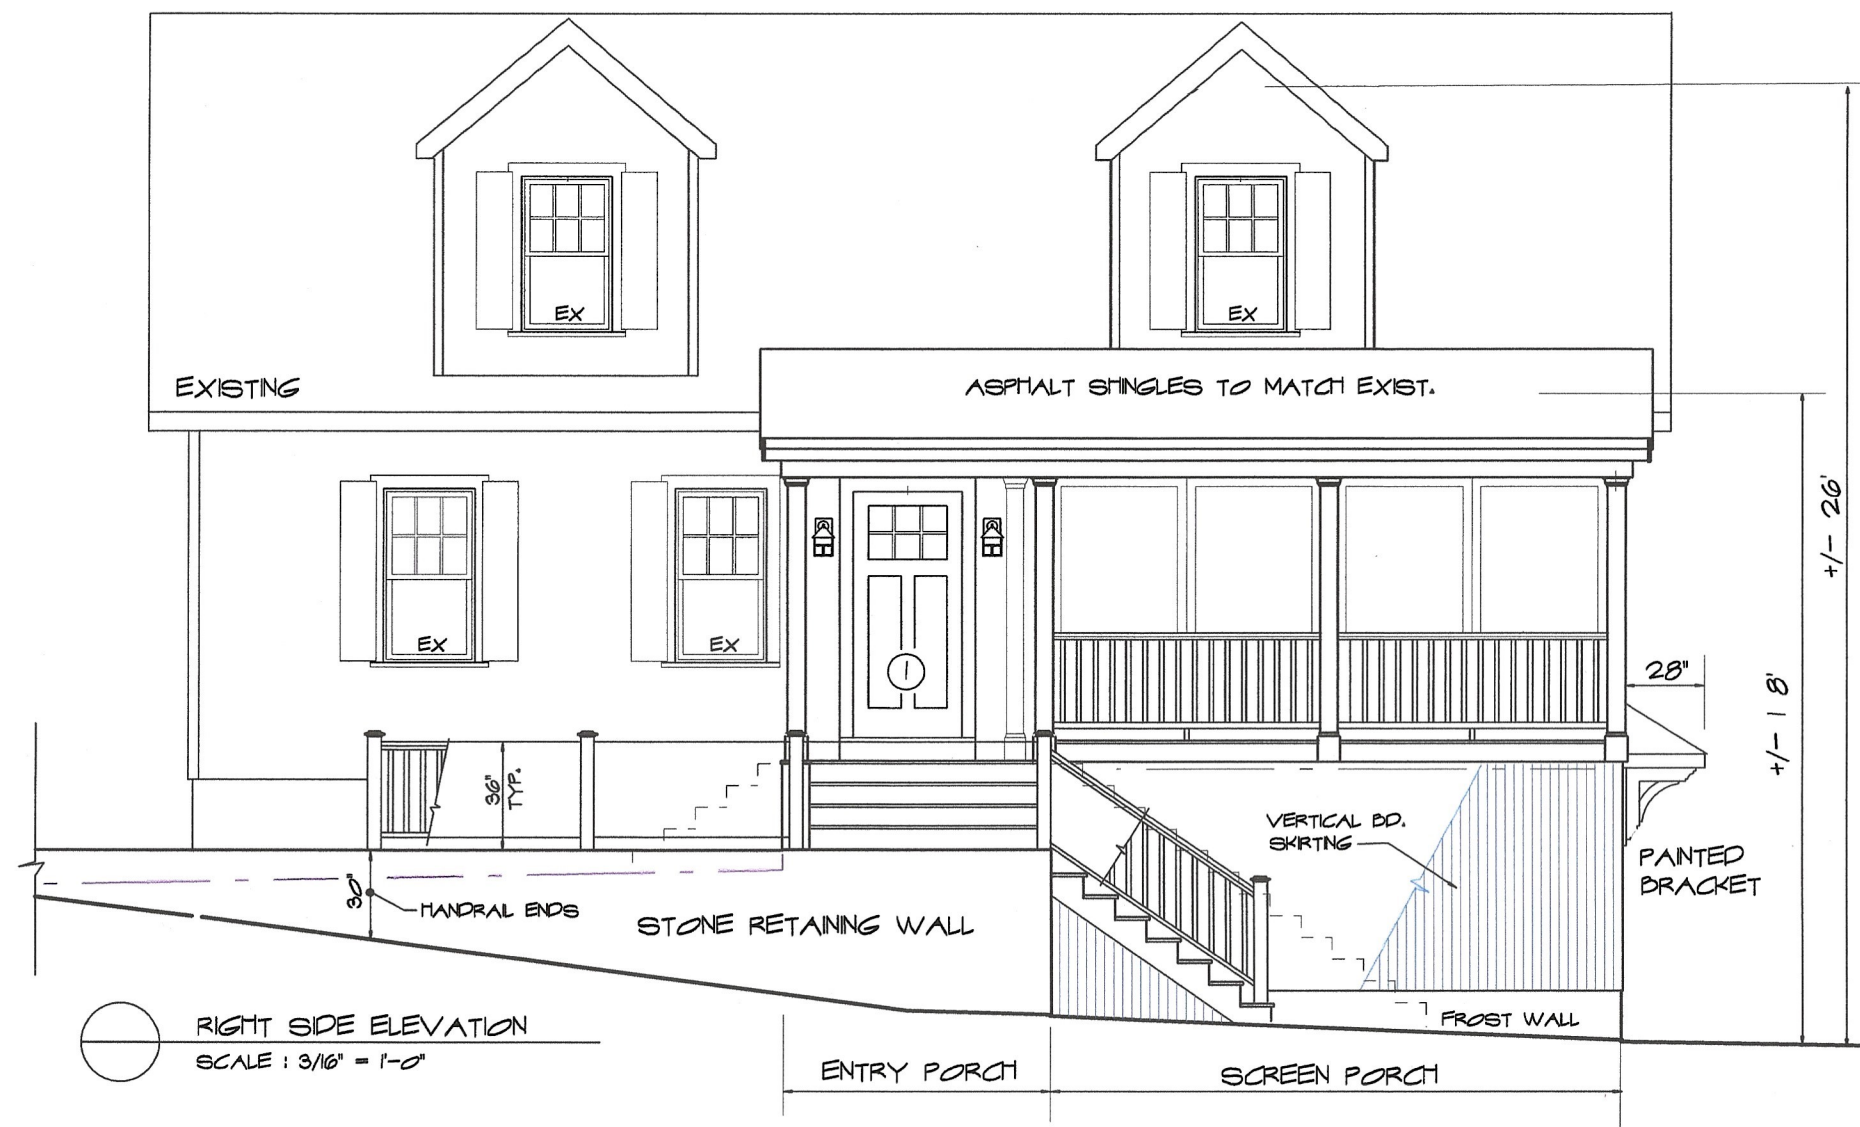 EX
EX
EXISTING
ASPHALT SHINGLES TO MATCH EXIST.
+/- 26'
EX
EX
1
28"
+/- 18'
36"
TYP.
VERTICAL BD.
SKIRTING
PAINTED
BRACKET
30"
HANDRAIL ENDS
STONE RETAINING WALL
RIGHT SIDE ELEVATION
SCALE : 3/16" = 1'-0"
FROST WALL
ENTRY PORCH
SCREEN PORCH